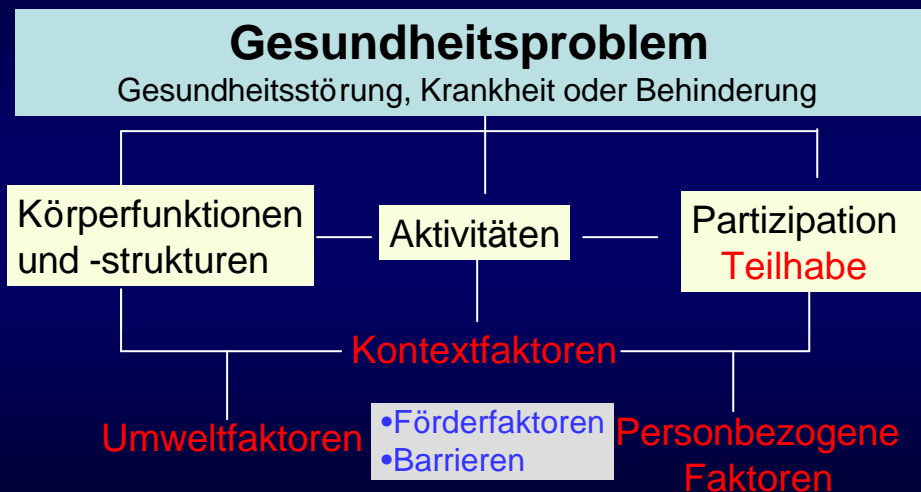 Gesundheitsproblem
Gesundheitsstörung, Krankheit oder Behinderung
Körperfunktionen
und -strukturen
Aktivitäten
Partizipation
Teilhabe
Kontextfaktoren
Umweltfaktoren
•Förderfaktoren
•Barrieren
Personbezogene
Faktoren